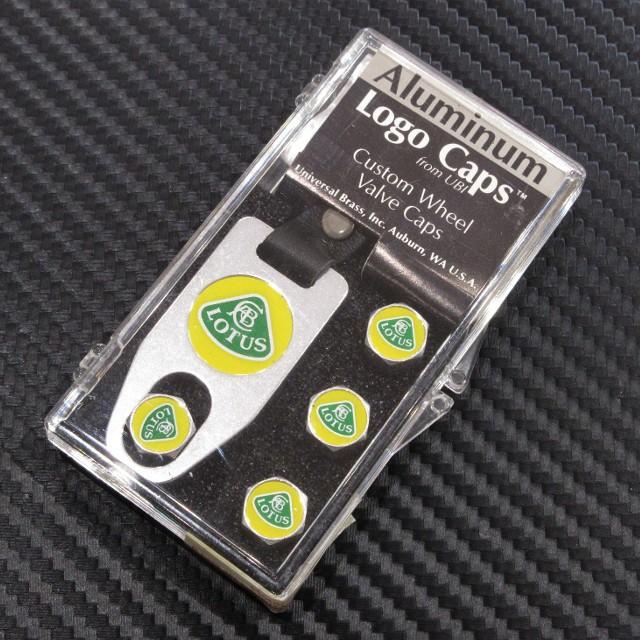 Aluminum
Logo Caps™
from UBI
Custom Wheel
Valve Caps
Universal Brass, Inc. Auburn, WA U.S.A.
LOTUS
LOTUS
LOTUS
LOTUS
LOTUS